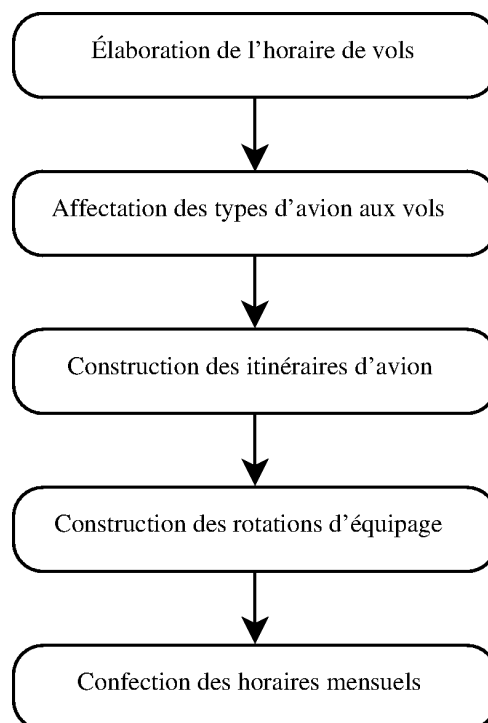 Élaboration de l’horaire de vols
Affectation des types d’avion aux vols
Construction des itinéraires d’avion
Construction des rotations d’équipage
Confection des horaires mensuels